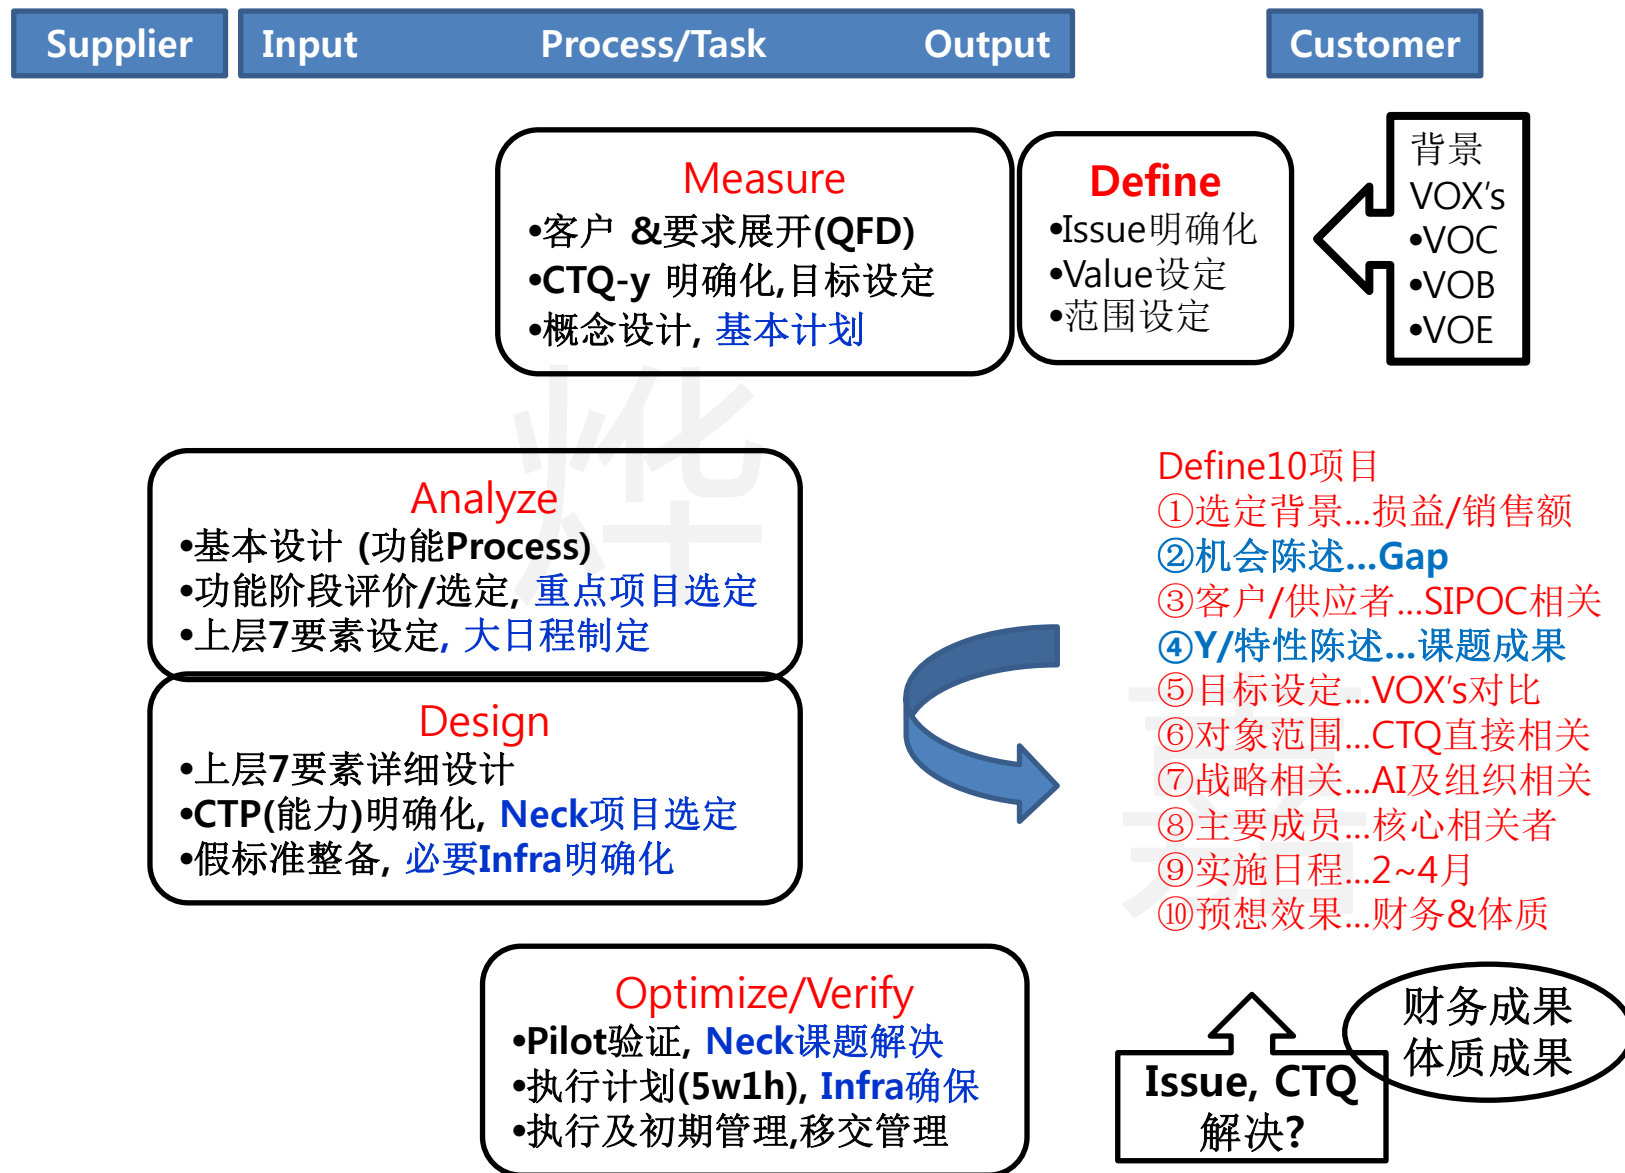 Supplier
Input Process/Task Output
Customer
Measure
•客户 &要求展开(QFD)
•CTQ-y 明确化,目标设定
•概念设计, 基本计划
Define
•Issue明确化
•Value设定
•范围设定
背景
VOX's
•VOC
•VOB
•VOE
Analyze
•基本设计 (功能Process)
•功能阶段评价/选定, 重点项目选定
•上层7要素设定, 大日程制定
Design
•上层7要素详细设计
•CTP(能力)明确化, Neck项目选定
•假标准整备, 必要Infra明确化
Define10项目
①选定背景...损益/销售额
②机会陈述...Gap
③客户/供应者...SIPOC相关
④Y/特性陈述...课题成果
⑤目标设定...VOX's对比
⑥对象范围...CTQ直接相关
⑦战略相关...AI及组织相关
⑧主要成员...核心相关者
⑨实施日程...2~4月
⑩预想效果...财务&体质
Optimize/Verify
•Pilot验证, Neck课题解决
•执行计划(5w1h), Infra确保
•执行及初期管理,移交管理
Issue, CTQ
解决?
财务成果
体质成果
烨
嘉